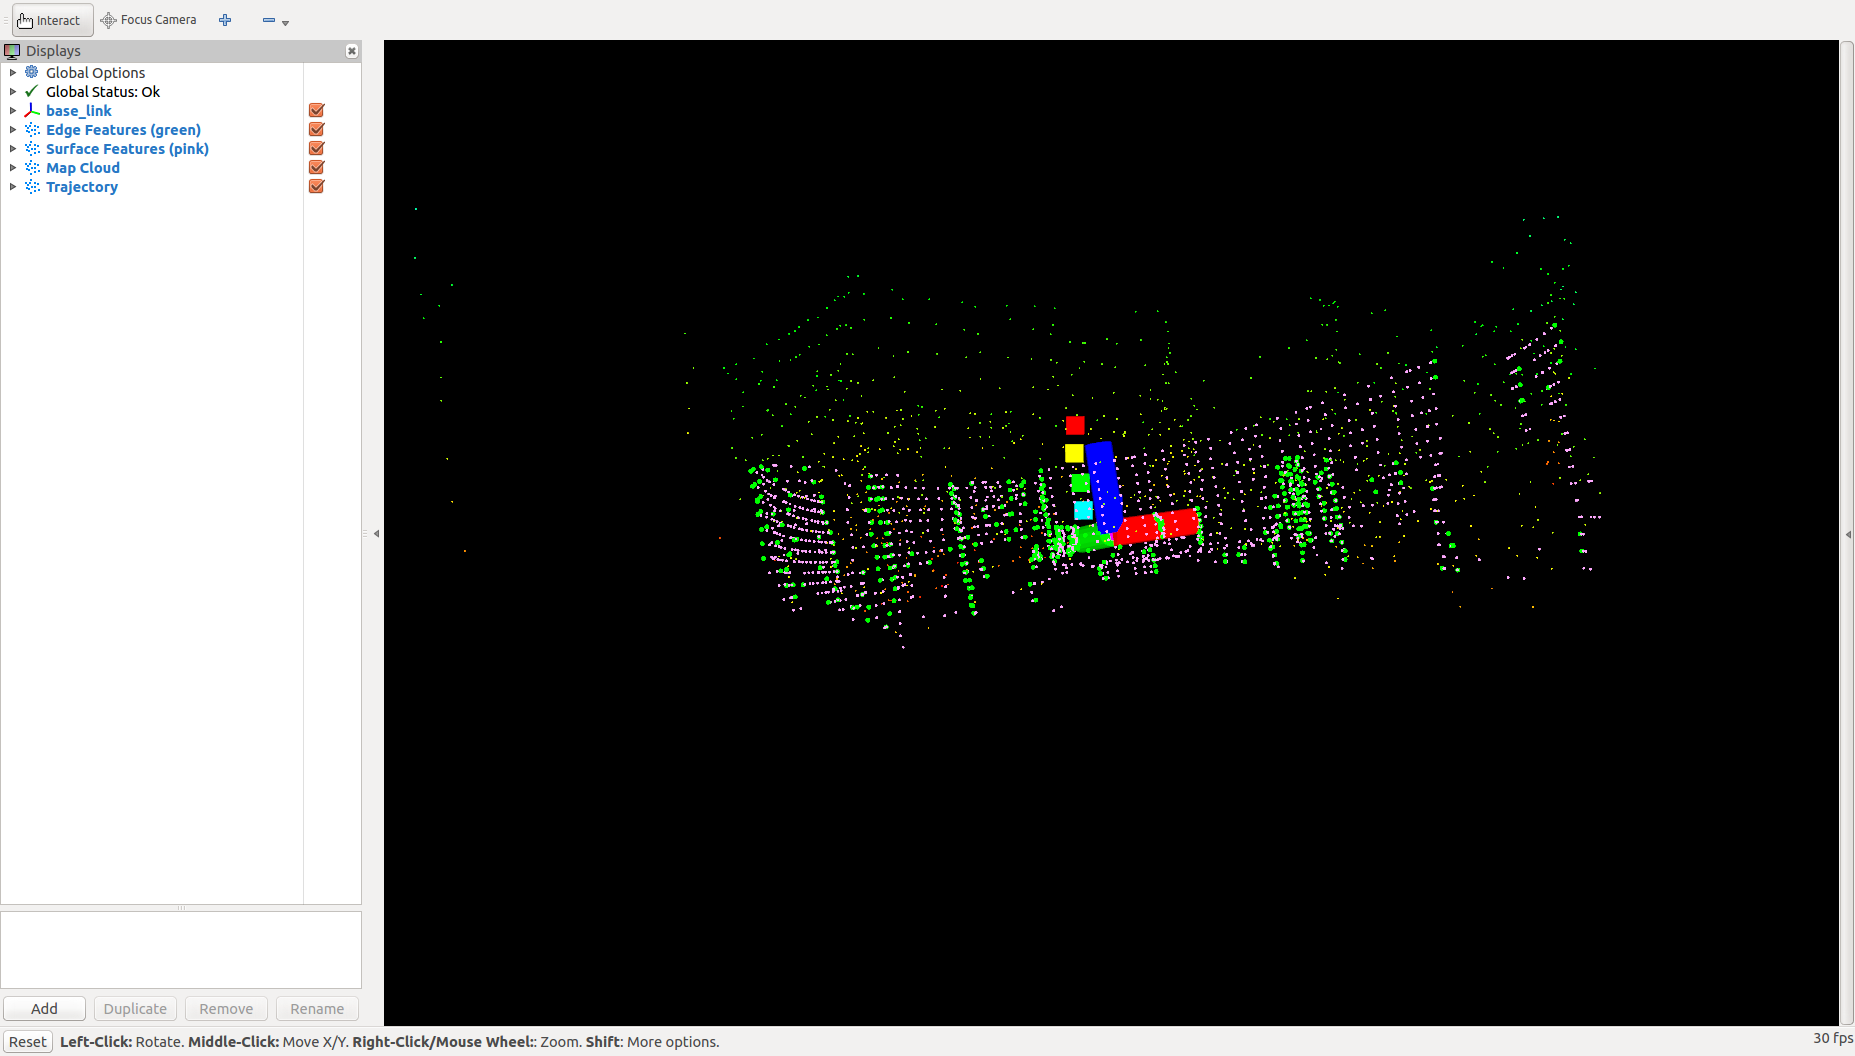 Interact
Focus Camera
Displays
Global Options
Global Status: Ok
base_link
Edge Features (green)
Surface Features (pink)
Map Cloud
Trajectory
Add
Duplicate
Remove
Rename
Reset
Left-Click: Rotate. Middle-Click: Move X/Y. Right-Click/Mouse Wheel:: Zoom. Shift: More options.
30 fps